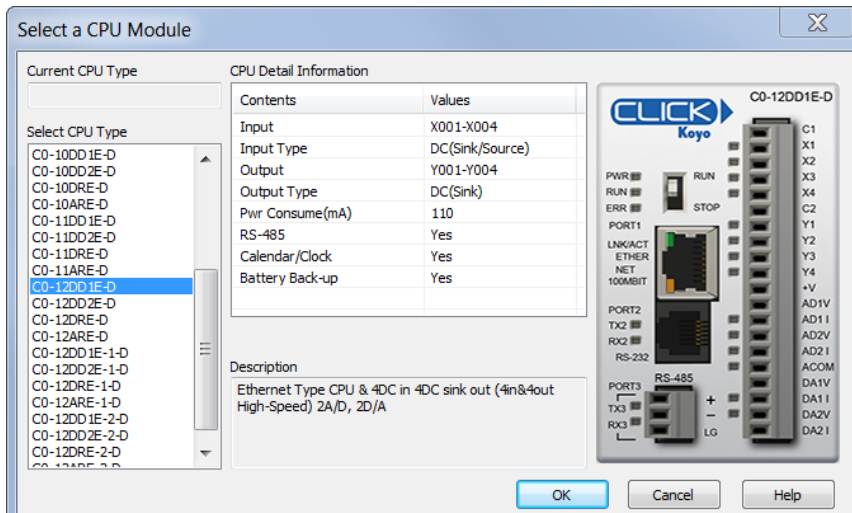 Select a CPU Module
Current CPU Type
Select CPU Type
C0-10DD1E-D
C0-10DD2E-D
C0-10DRE-D
C0-10ARE-D
C0-11DD1E-D
C0-11DD2E-D
C0-11DRE-D
C0-11ARE-D
C0-12DD1E-D
C0-12DD2E-D
C0-12DRE-D
C0-12ARE-D
C0-12DD1E-1-D
C0-12DD2E-1-D
C0-12DRE-1-D
C0-12ARE-1-D
C0-12DD1E-2-D
C0-12DD2E-2-D
C0-12DRE-2-D
C0-12ARE-2-D
CPU Detail Information
Contents Values
Input X001-X004
Input Type DC(Sink/Source)
Output Y001-Y004
Output Type DC(Sink)
Pwr Consume(mA) 110
RS-485 Yes
Calendar/Clock Yes
Battery Back-up Yes
Description
Ethernet Type CPU & 4DC in 4DC sink out (4in&4out
High-Speed) 2A/D, 2D/A
CLICK
Koyo
C0-12DD1E-D
PWR
RUN
ERR
RUN
STOP
PORT1
LNK/ACT
ETHER
NET
100MBIT
PORT2
TX2
RX2
RS-232
PORT3
RS-485
TX3
RX3
+
−
LG
C1
X1
X2
X3
X4
C2
Y1
Y2
Y3
Y4
+V
AD1V
AD1 I
AD2V
AD2 I
ACOM
DA1V
DA1 I
DA2V
DA2 I
OK
Cancel
Help